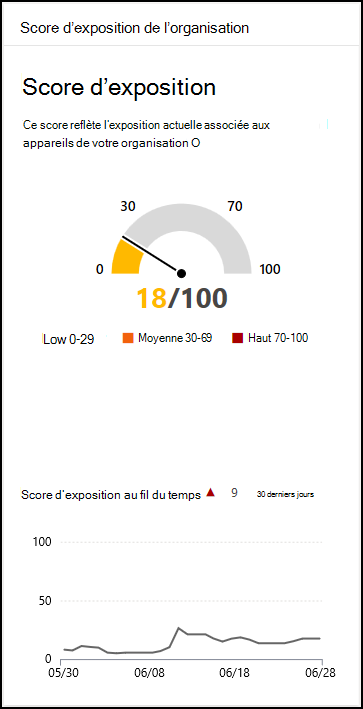 Score d'exposition de l'organisation
Score d'exposition
Ce score reflète l'exposition actuelle associée aux
appareils de votre organisation O
30 70
0 100
18/100
Low 0-29 Moyenne 30-69 Haut 70-100
Score d'exposition au fil du temps 9 30 derniers jours
100
50
0
05/30 06/08 06/18 06/28